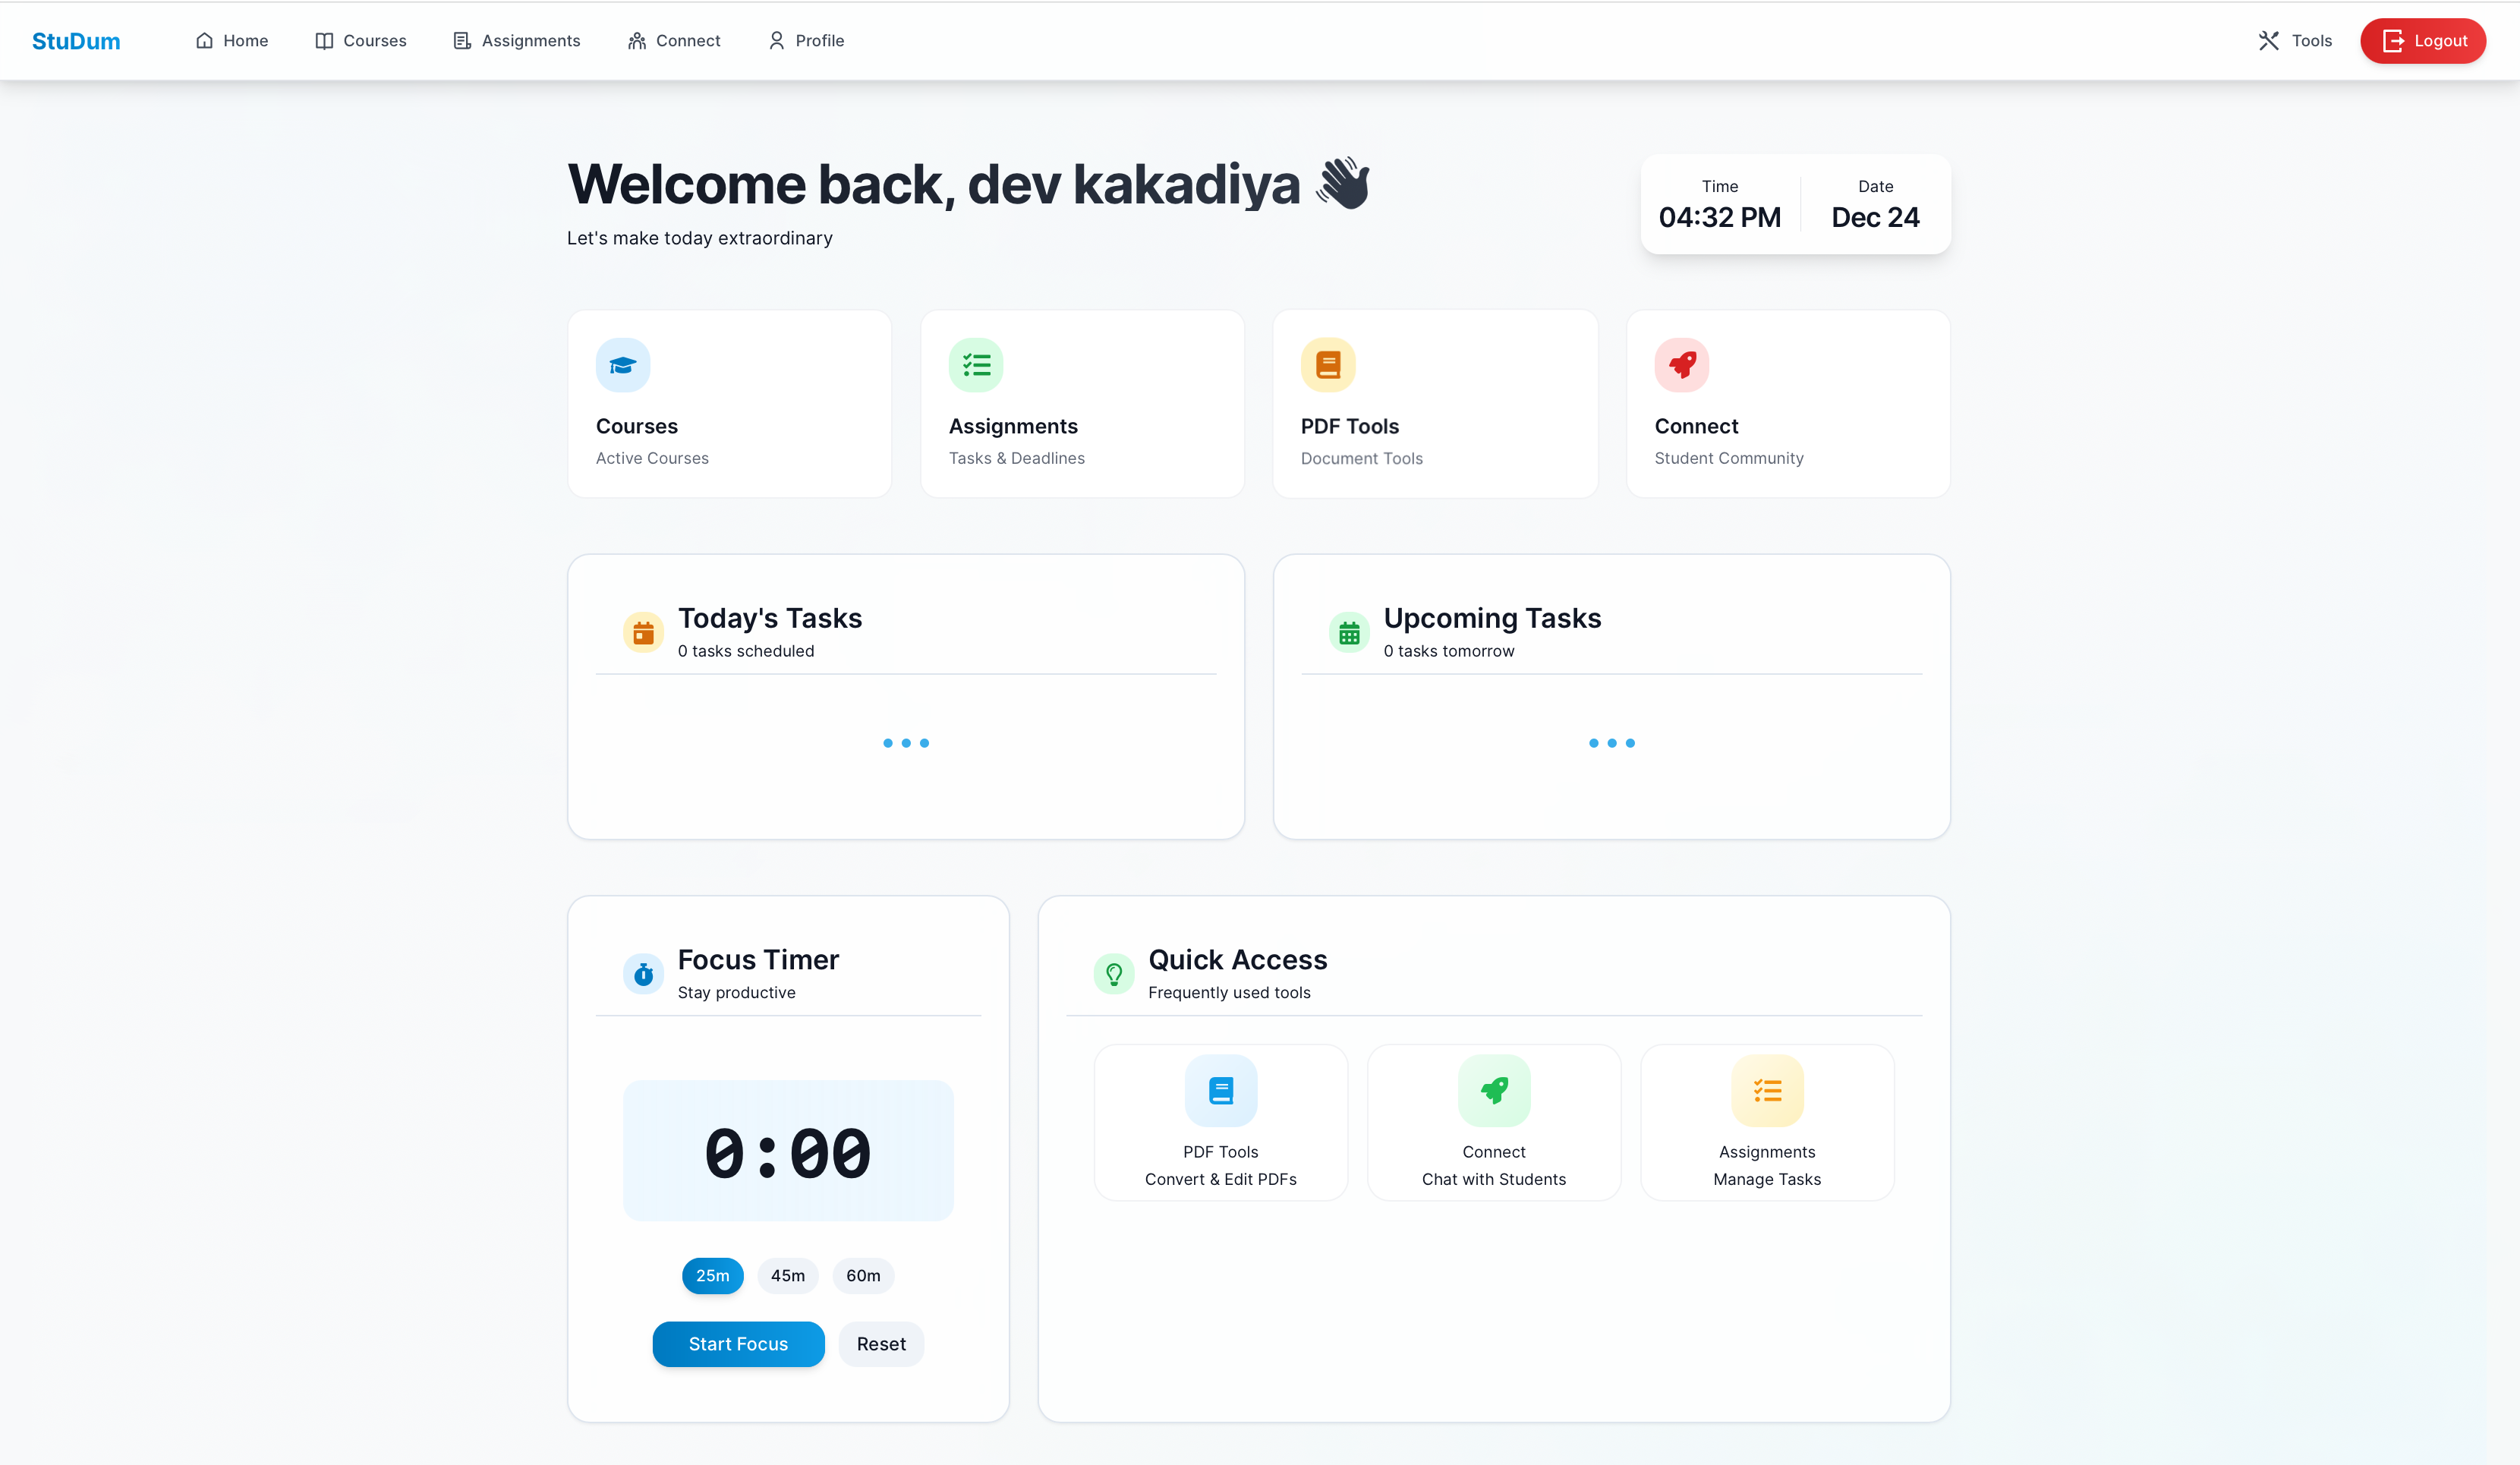 StuDum
Home
Courses
Assignments
Connect
Profile
Tools
Logout
Welcome back, dev kakadiya 👋
Let's make today extraordinary
Time
04:32 PM
Date
Dec 24
Courses
Active Courses
Assignments
Tasks & Deadlines
PDF Tools
Document Tools
Connect
Student Community
Today's Tasks
0 tasks scheduled
Upcoming Tasks
0 tasks tomorrow
Focus Timer
Stay productive
0:00
25m
45m
60m
Start Focus
Reset
Quick Access
Frequently used tools
PDF Tools
Convert & Edit PDFs
Connect
Chat with Students
Assignments
Manage Tasks